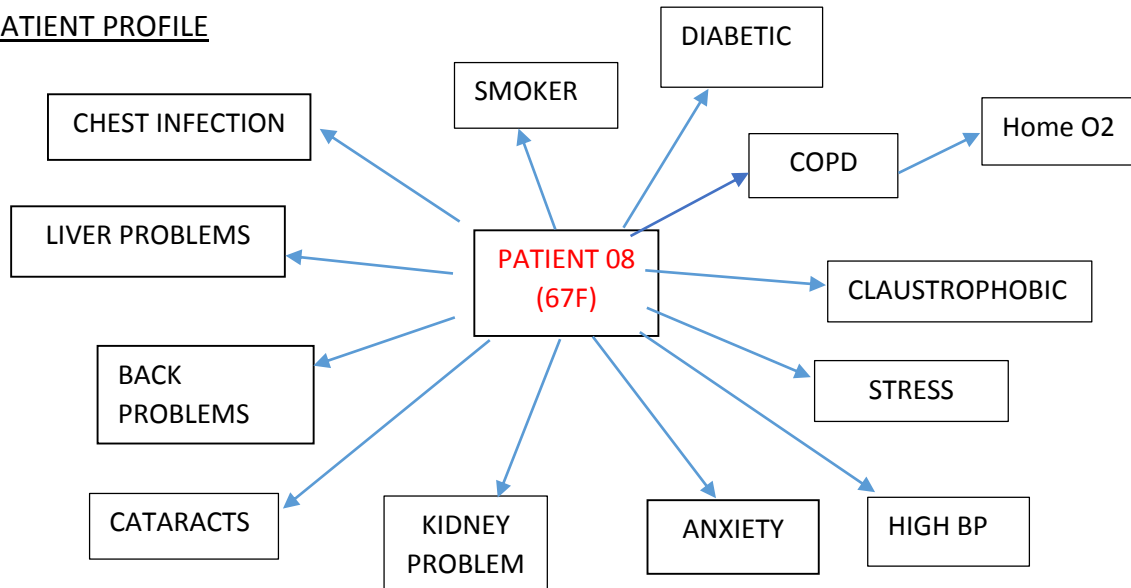 ATIENT PROFILE
DIABETIC
SMOKER
CHEST INFECTION
Home O2
COPD
LIVER PROBLEMS
PATIENT 08
(67F)
CLAUSTROPHOBIC
BACK
PROBLEMS
STRESS
CATARACTS
KIDNEY
PROBLEM
ANXIETY
HIGH BP